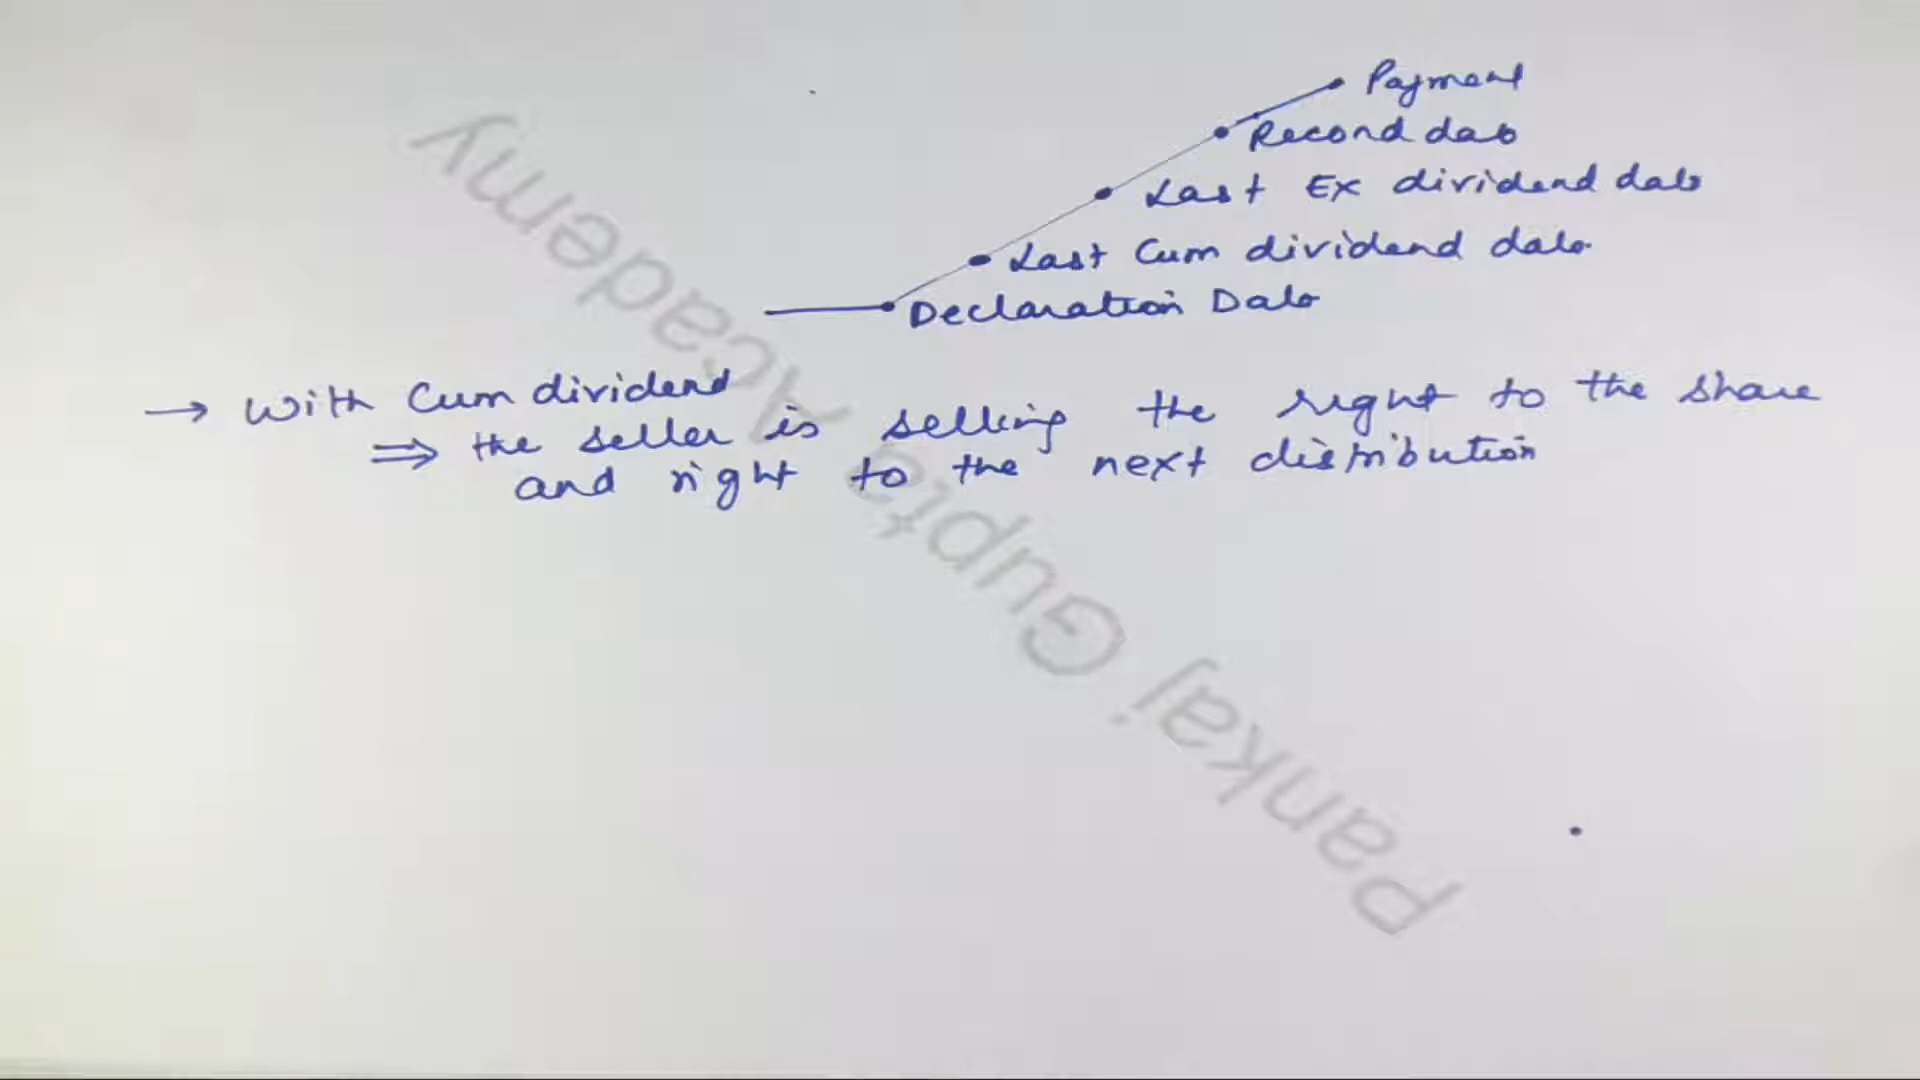 Payment
Record date
Last Ex dividend date
Last Cum dividend date
Declaration Date
→ With Cum dividend
⇒ the seller is selling the right to the share
and right to the next distribution
Pankaj Gupta Academy